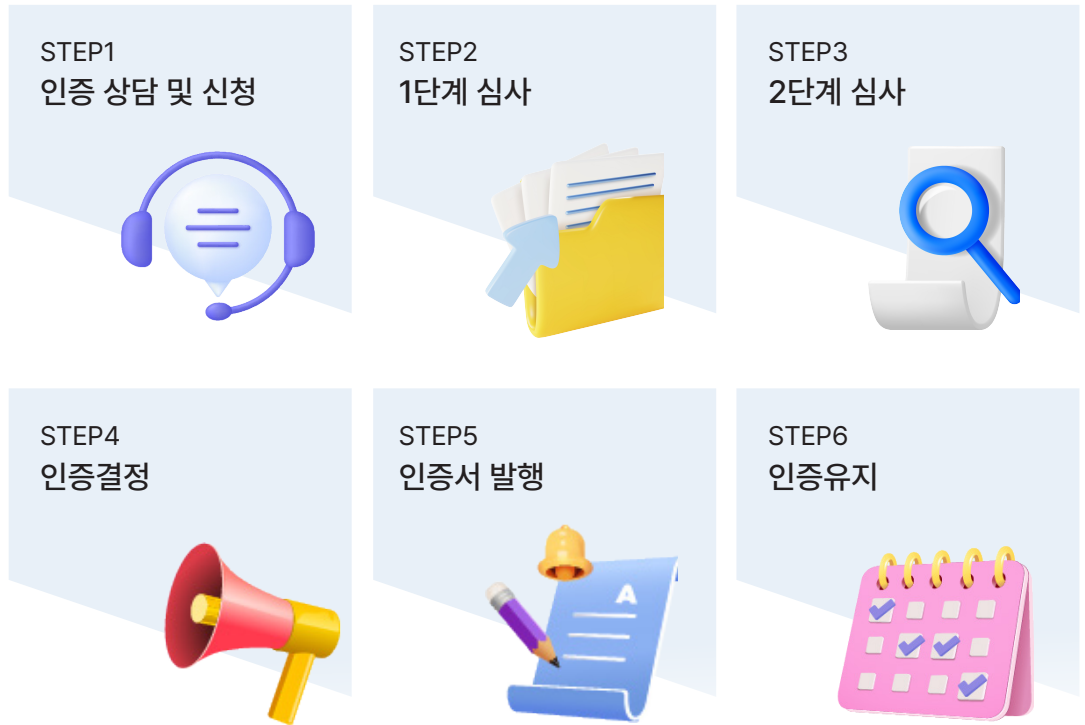 STEP1
인증 상담 및 신청
STEP2
1단계 심사
STEP3
2단계 심사
STEP4
인증결정
STEP5
인증서 발행
A
STEP6
인증유지